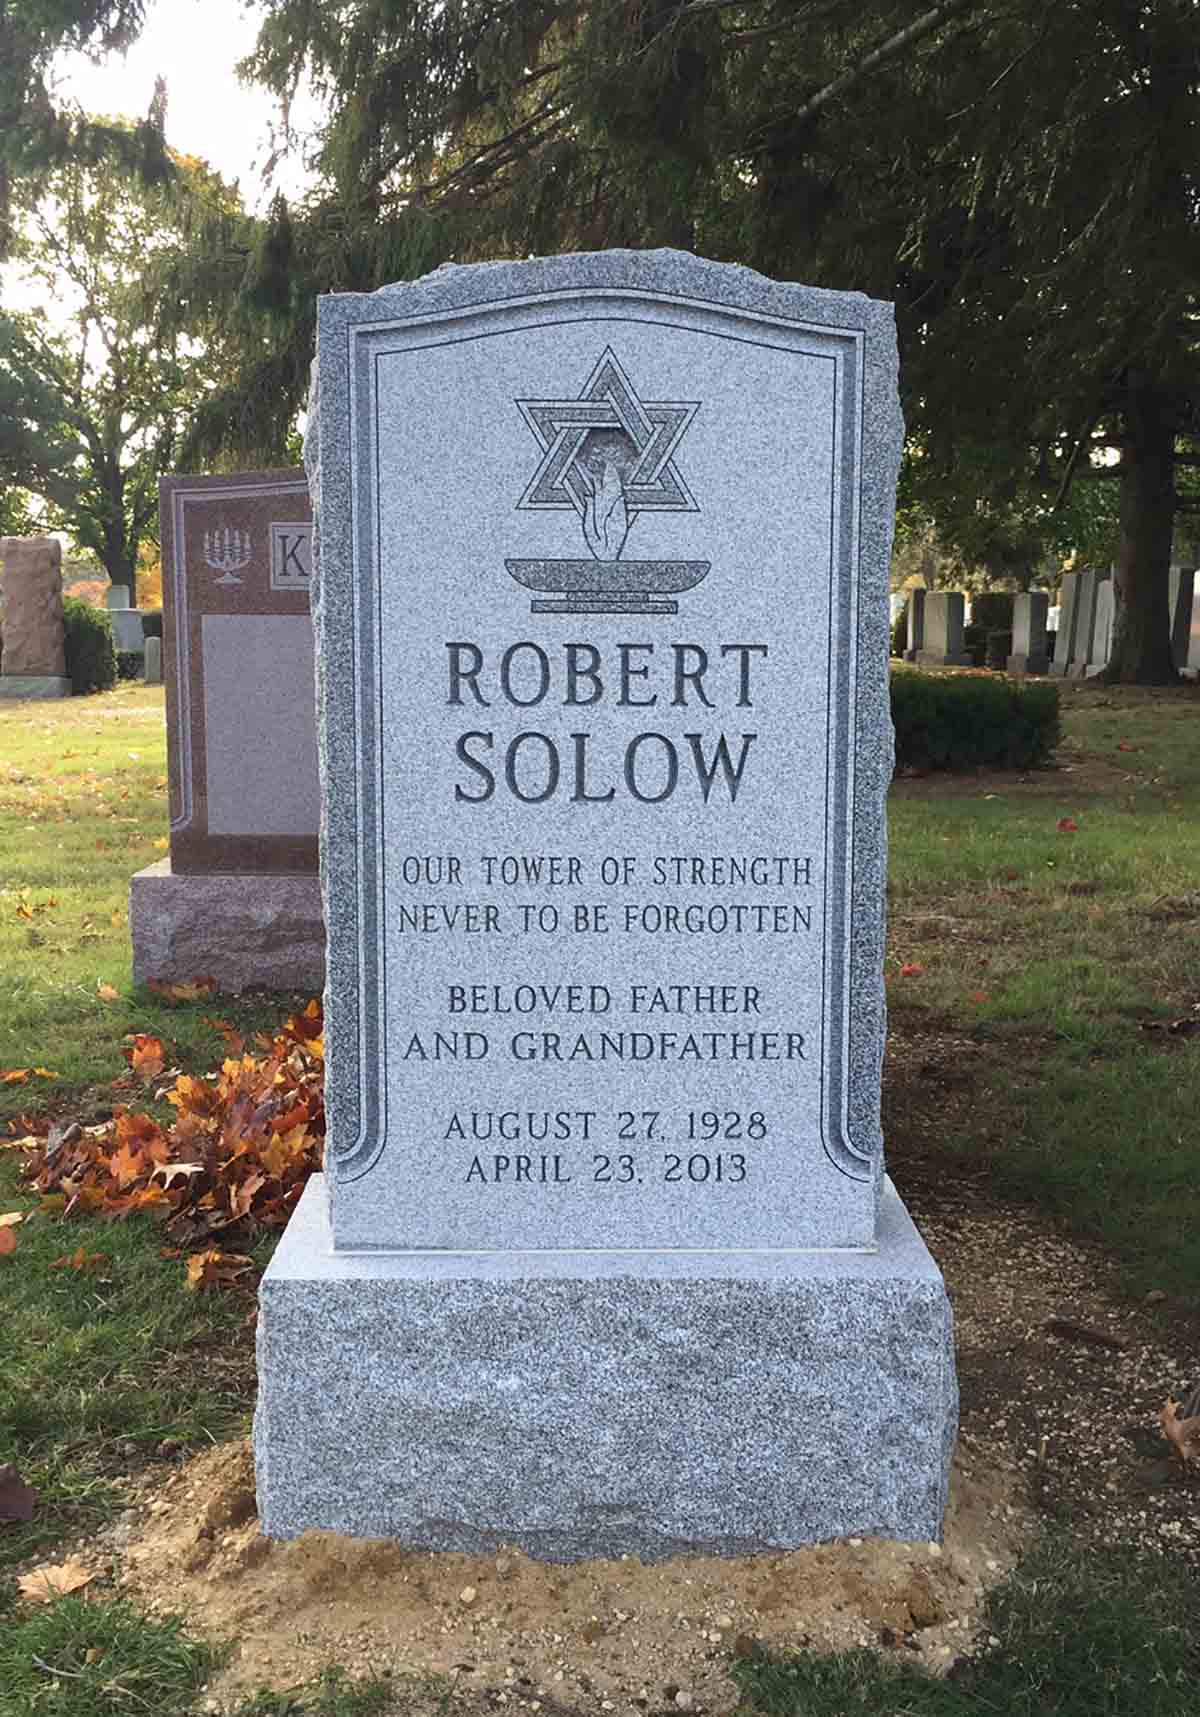 K
ROBERT
SOLOW
OUR TOWER OF STRENGTH
NEVER TO BE FORGOTTEN
BELOVED FATHER
AND GRANDFATHER
AUGUST 27, 1928
APRIL 23, 2013